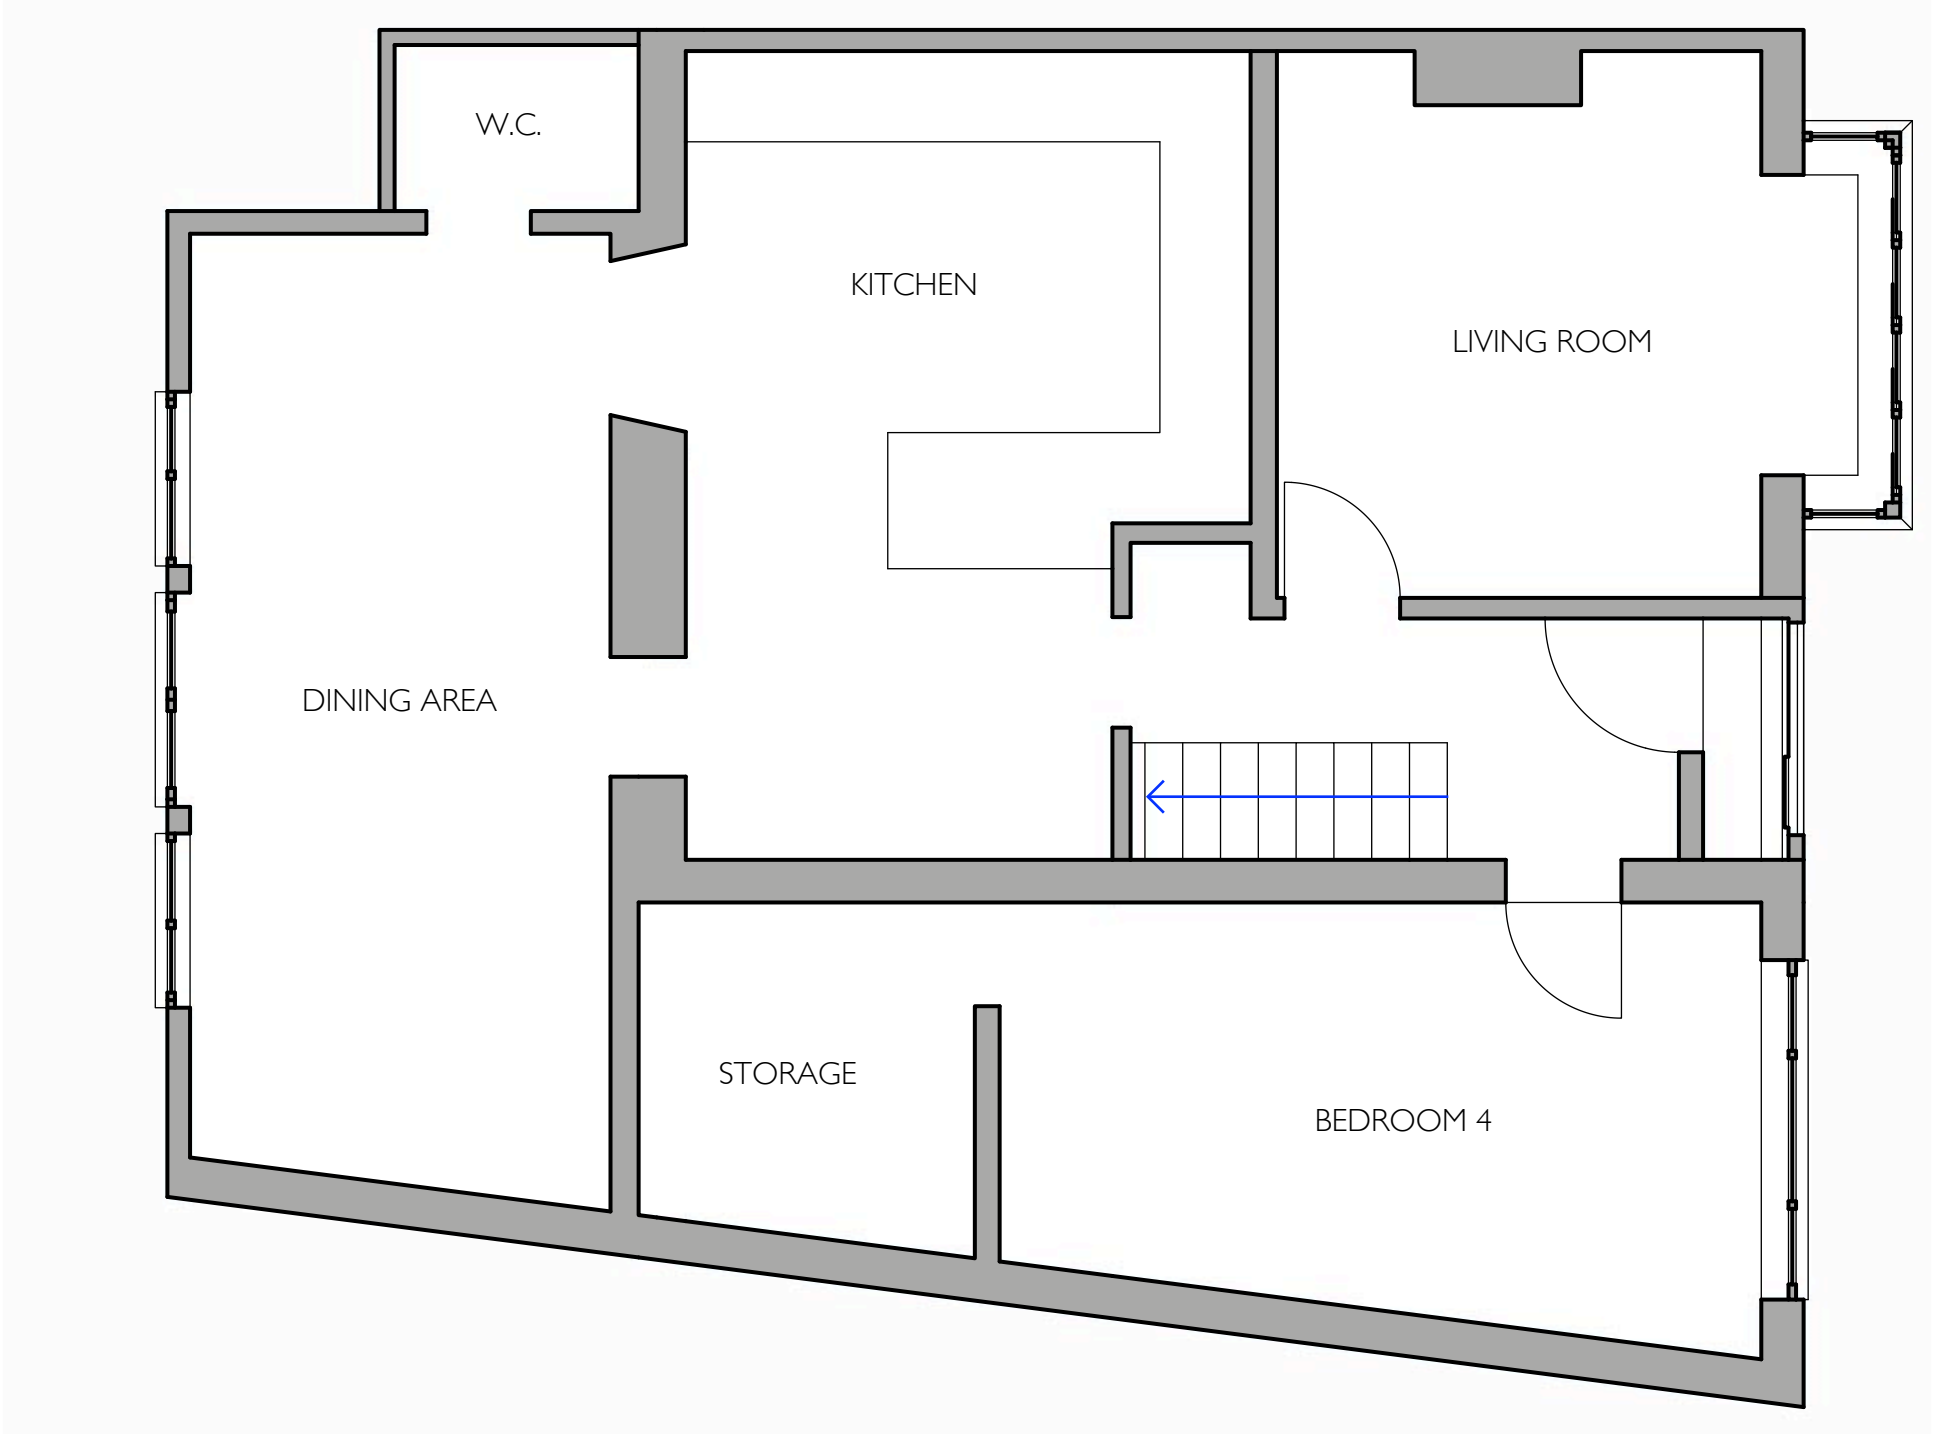 W.C.
KITCHEN
LIVING ROOM
DINING AREA
STORAGE
BEDROOM 4